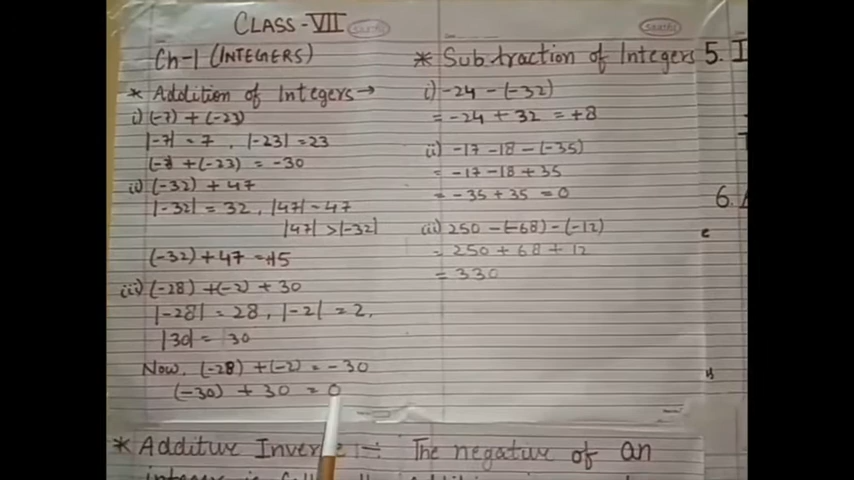 CLASS-VII
Ch-1 (INTEGERS)
* Addition of Integers→
i) (-7) + (-23)
|-7| = 7, |-23| = 23
(-7) + (-23) = -30
ii) (-32) + 47
|-32| = 32, |47| = 47
|47| > |-32|
(-32) + 47 = +15
iii) (-28) + (-2) + 30
|-28| = 28, |-2| = 2,
|30| = 30
Now, (-28) + (-2) = -30
(-30) + 30 = 0
* Subtraction of Integers
i) -24 - (-32)
= -24 + 32 = +8
ii) -17 -18 - (-35)
= -17 -18 + 35
= -35 + 35 = 0
iii) 250 - (-68) - (-12)
= 250 + 68 + 12
= 330
5. I
6.
* Additive Inverse :- The negative of an